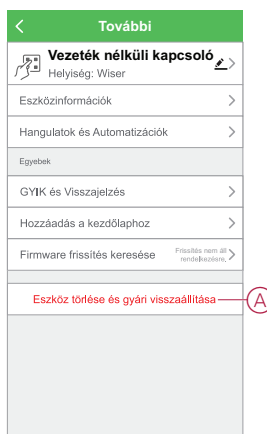 További
Vezeték nélküli kapcsoló
Helyiség: Wiser
Eszközinformációk
Hangulatok és Automatizációk
Egyebek
GYIK és Visszajelzés
Hozzáadás a kezdőlaphoz
Firmware frissítés keresése
Frissítés nem áll
rendelkezésre,
Eszköz törlése és gyári visszaállítása
A